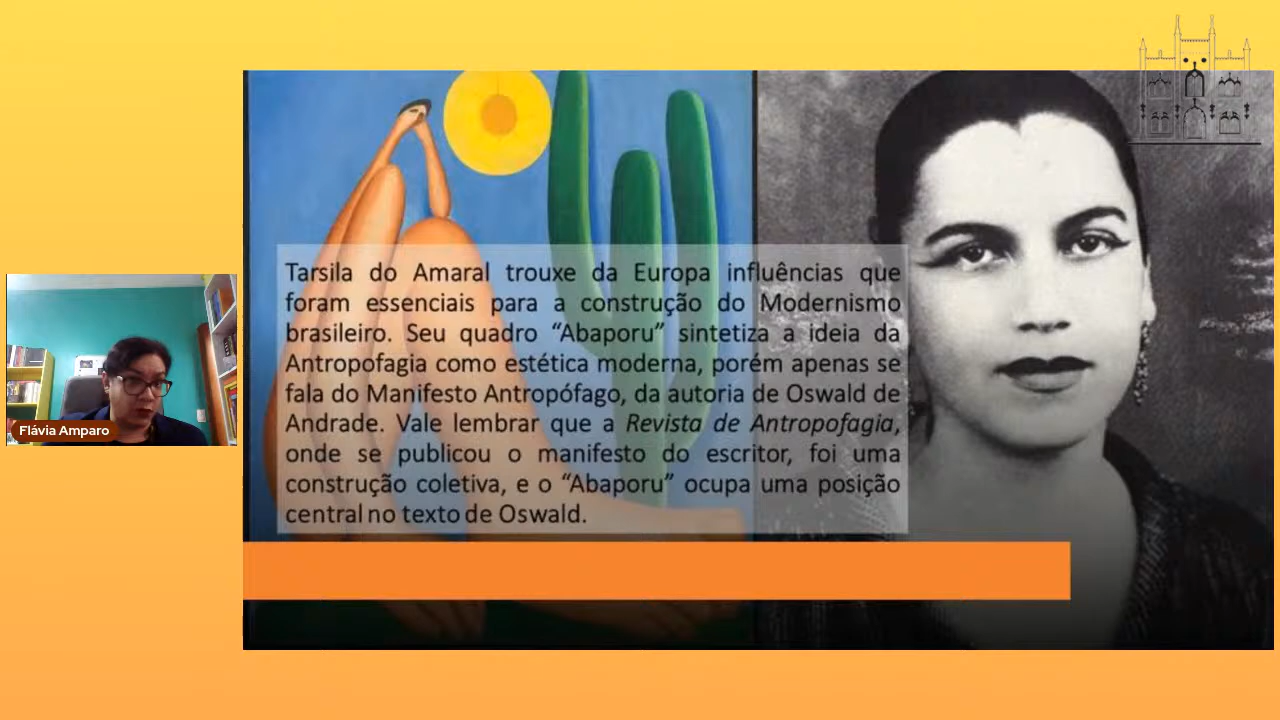 Tarsila do Amaral trouxe da Europa influências que
foram essenciais para a construção do Modernismo
brasileiro. Seu quadro “Abaporu” sintetiza a ideia da
Antropofagia como estética moderna, porém apenas se
fala do Manifesto Antropófago, da autoria de Oswald de
Andrade. Vale lembrar que a Revista de Antropofagia,
onde se publicou o manifesto do escritor, foi uma
construção coletiva, e o “Abaporu” ocupa uma posição
central no texto de Oswald.
Flávia Amparo